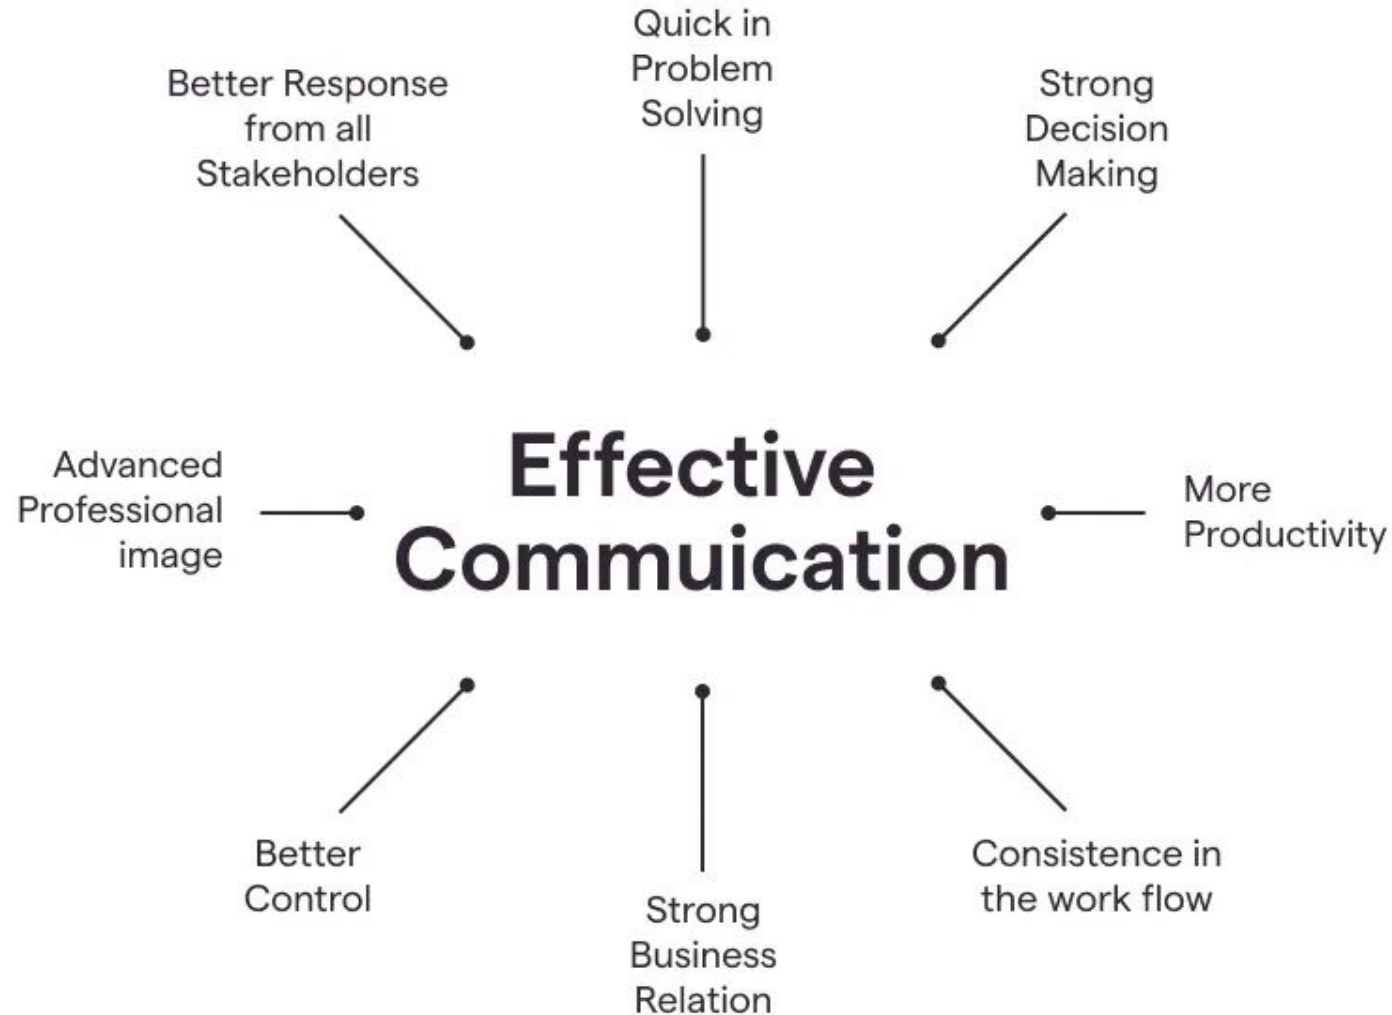 Quick in
Problem
Solving
Better Response
from all
Stakeholders
Strong
Decision
Making
Effective
Commuication
Advanced
Professional
image
More
Productivity
Better
Control
Strong
Business
Relation
Consistence in
the work flow